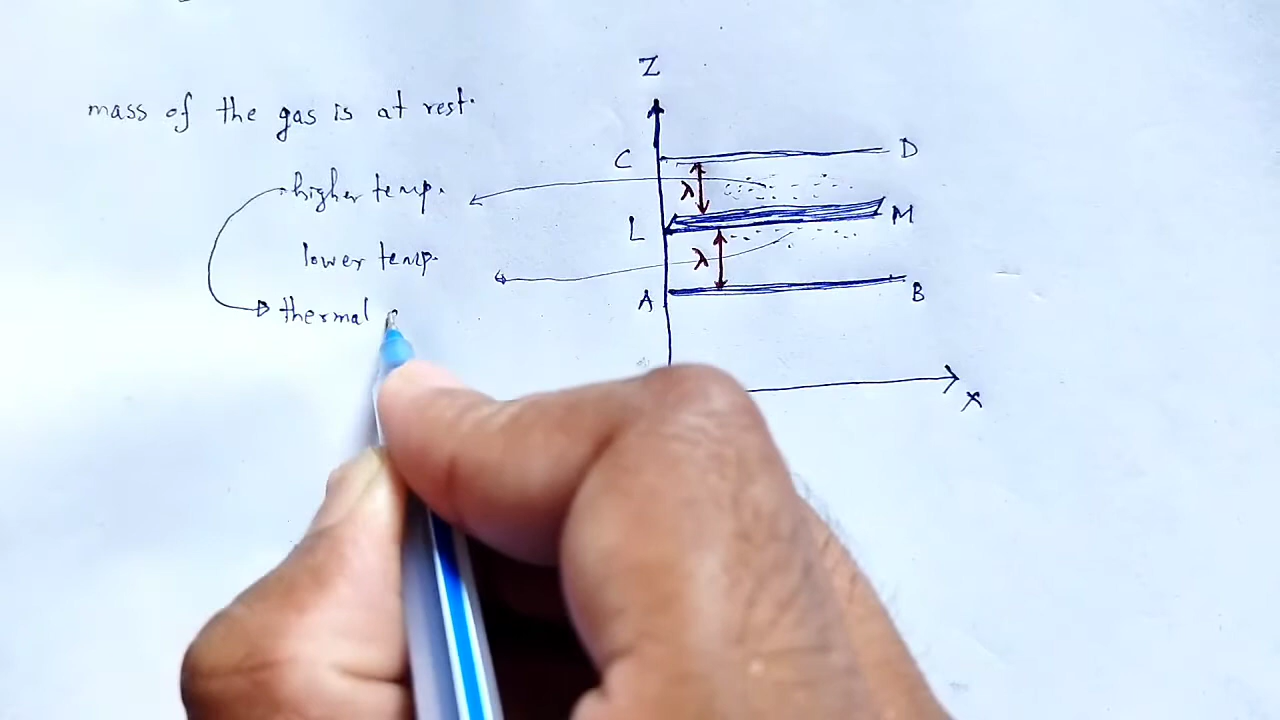 mass of the gas is at rest.
higher temp.
lower temp.
thermal
Z
C
D
λ
L
M
λ
A
B
X